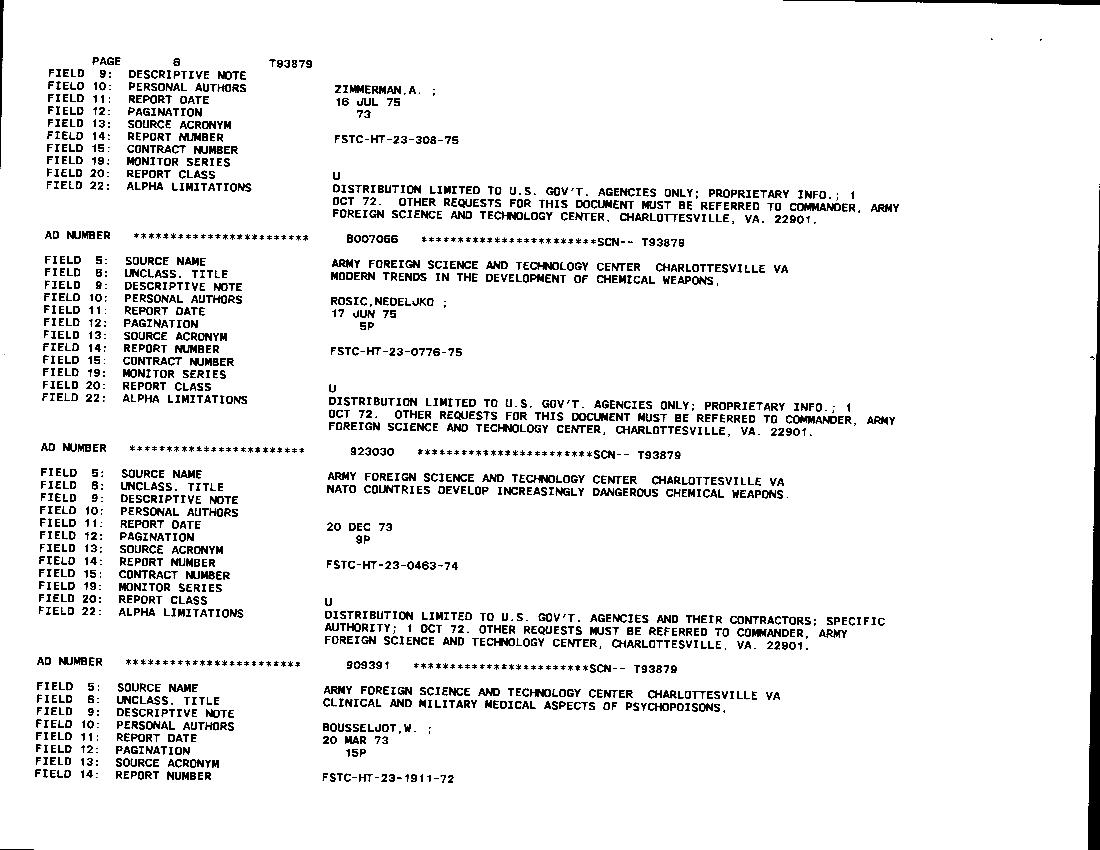 PAGE 8 T93879
FIELD 9: DESCRIPTIVE NOTE
FIELD 10: PERSONAL AUTHORS ZIMMERMAN,A. ;
FIELD 11: REPORT DATE 16 JUL 75
FIELD 12: PAGINATION 73
FIELD 13: SOURCE ACRONYM
FIELD 14: REPORT NUMBER FSTC-HT-23-308-75
FIELD 15: CONTRACT NUMBER
FIELD 19: MONITOR SERIES
FIELD 20: REPORT CLASS U
FIELD 22: ALPHA LIMITATIONS DISTRIBUTION LIMITED TO U.S. GOV'T. AGENCIES ONLY; PROPRIETARY INFO.; 1
OCT 72. OTHER REQUESTS FOR THIS DOCUMENT MUST BE REFERRED TO COMMANDER, ARMY
FOREIGN SCIENCE AND TECHNOLOGY CENTER, CHARLOTTESVILLE, VA. 22901.
AD NUMBER ************************ B007066 ************************SCN-- T93879
FIELD 5: SOURCE NAME ARMY FOREIGN SCIENCE AND TECHNOLOGY CENTER CHARLOTTESVILLE VA
FIELD 6: UNCLASS. TITLE MODERN TRENDS IN THE DEVELOPMENT OF CHEMICAL WEAPONS,
FIELD 9: DESCRIPTIVE NOTE
FIELD 10: PERSONAL AUTHORS ROSIC,NEDELJKO ;
FIELD 11: REPORT DATE 17 JUN 75
FIELD 12: PAGINATION 5P
FIELD 13: SOURCE ACRONYM
FIELD 14: REPORT NUMBER FSTC-HT-23-0776-75
FIELD 15: CONTRACT NUMBER
FIELD 19: MONITOR SERIES
FIELD 20: REPORT CLASS U
FIELD 22: ALPHA LIMITATIONS DISTRIBUTION LIMITED TO U.S. GOV'T. AGENCIES ONLY; PROPRIETARY INFO.; 1
OCT 72. OTHER REQUESTS FOR THIS DOCUMENT MUST BE REFERRED TO COMMANDER, ARMY
FOREIGN SCIENCE AND TECHNOLOGY CENTER, CHARLOTTESVILLE, VA. 22901.
AD NUMBER ************************ 923030 ************************SCN-- T93879
FIELD 5: SOURCE NAME ARMY FOREIGN SCIENCE AND TECHNOLOGY CENTER CHARLOTTESVILLE VA
FIELD 6: UNCLASS. TITLE NATO COUNTRIES DEVELOP INCREASINGLY DANGEROUS CHEMICAL WEAPONS.
FIELD 9: DESCRIPTIVE NOTE
FIELD 10: PERSONAL AUTHORS
FIELD 11: REPORT DATE 20 DEC 73
FIELD 12: PAGINATION 9P
FIELD 13: SOURCE ACRONYM
FIELD 14: REPORT NUMBER FSTC-HT-23-0463-74
FIELD 15: CONTRACT NUMBER
FIELD 19: MONITOR SERIES
FIELD 20: REPORT CLASS U
FIELD 22: ALPHA LIMITATIONS DISTRIBUTION LIMITED TO U.S. GOV'T. AGENCIES AND THEIR CONTRACTORS; SPECIFIC
AUTHORITY; 1 OCT 72. OTHER REQUESTS MUST BE REFERRED TO COMMANDER, ARMY
FOREIGN SCIENCE AND TECHNOLOGY CENTER, CHARLOTTESVILLE, VA. 22901.
AD NUMBER ************************ 909391 ************************SCN-- T93879
FIELD 5: SOURCE NAME ARMY FOREIGN SCIENCE AND TECHNOLOGY CENTER CHARLOTTESVILLE VA
FIELD 6: UNCLASS. TITLE CLINICAL AND MILITARY MEDICAL ASPECTS OF PSYCHOPOISONS,
FIELD 9: DESCRIPTIVE NOTE
FIELD 10: PERSONAL AUTHORS BOUSSELJOT,W. ;
FIELD 11: REPORT DATE 20 MAR 73
FIELD 12: PAGINATION 15P
FIELD 13: SOURCE ACRONYM
FIELD 14: REPORT NUMBER FSTC-HT-23-1911-72